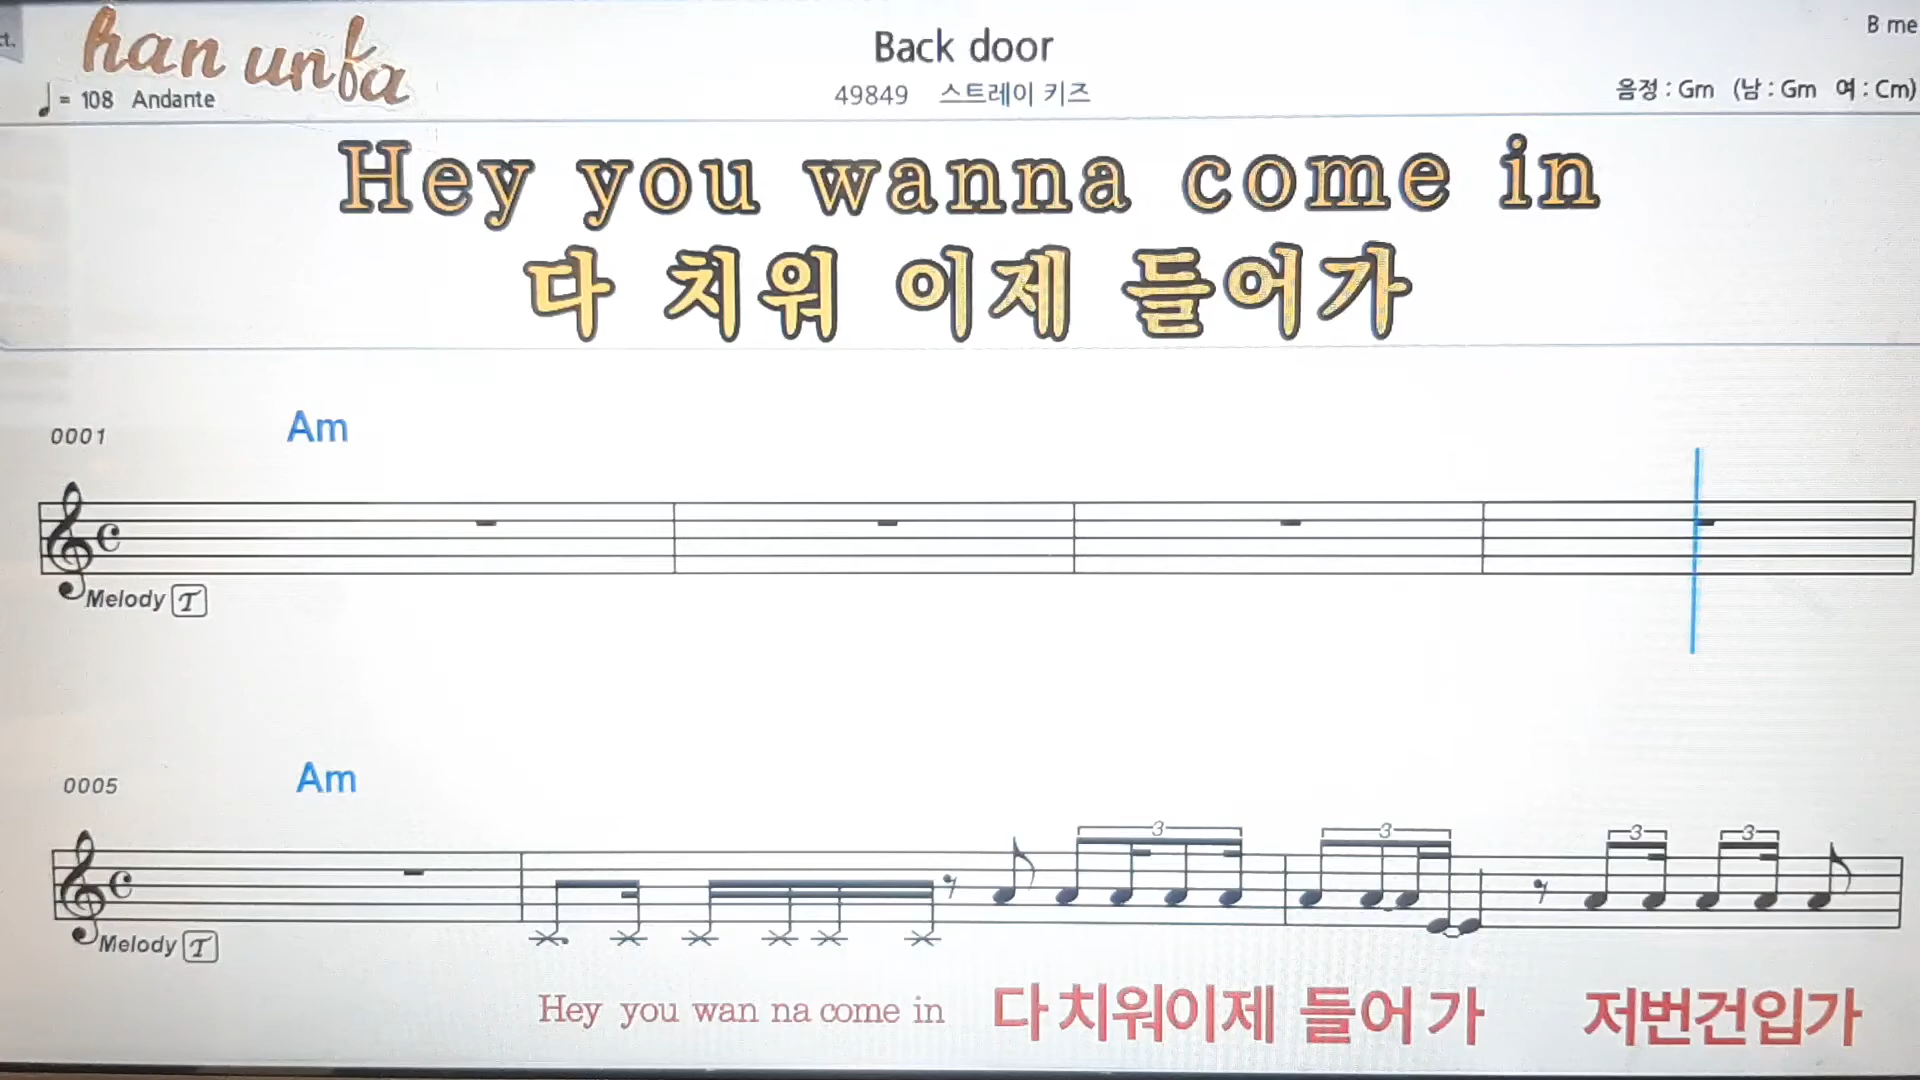 ct.
han unfa
Back door
B me
♩= 108 Andante
49849 스트레이 키즈
음정 : Gm (남 : Gm 여 : Cm)
Hey you wanna come in
다 치워 이제 들어가
0001
Am
Melody T
0005
Am
3 3 3 3
Melody T
Hey you wan na come in 다 치워이제 들어 가 저번건입가